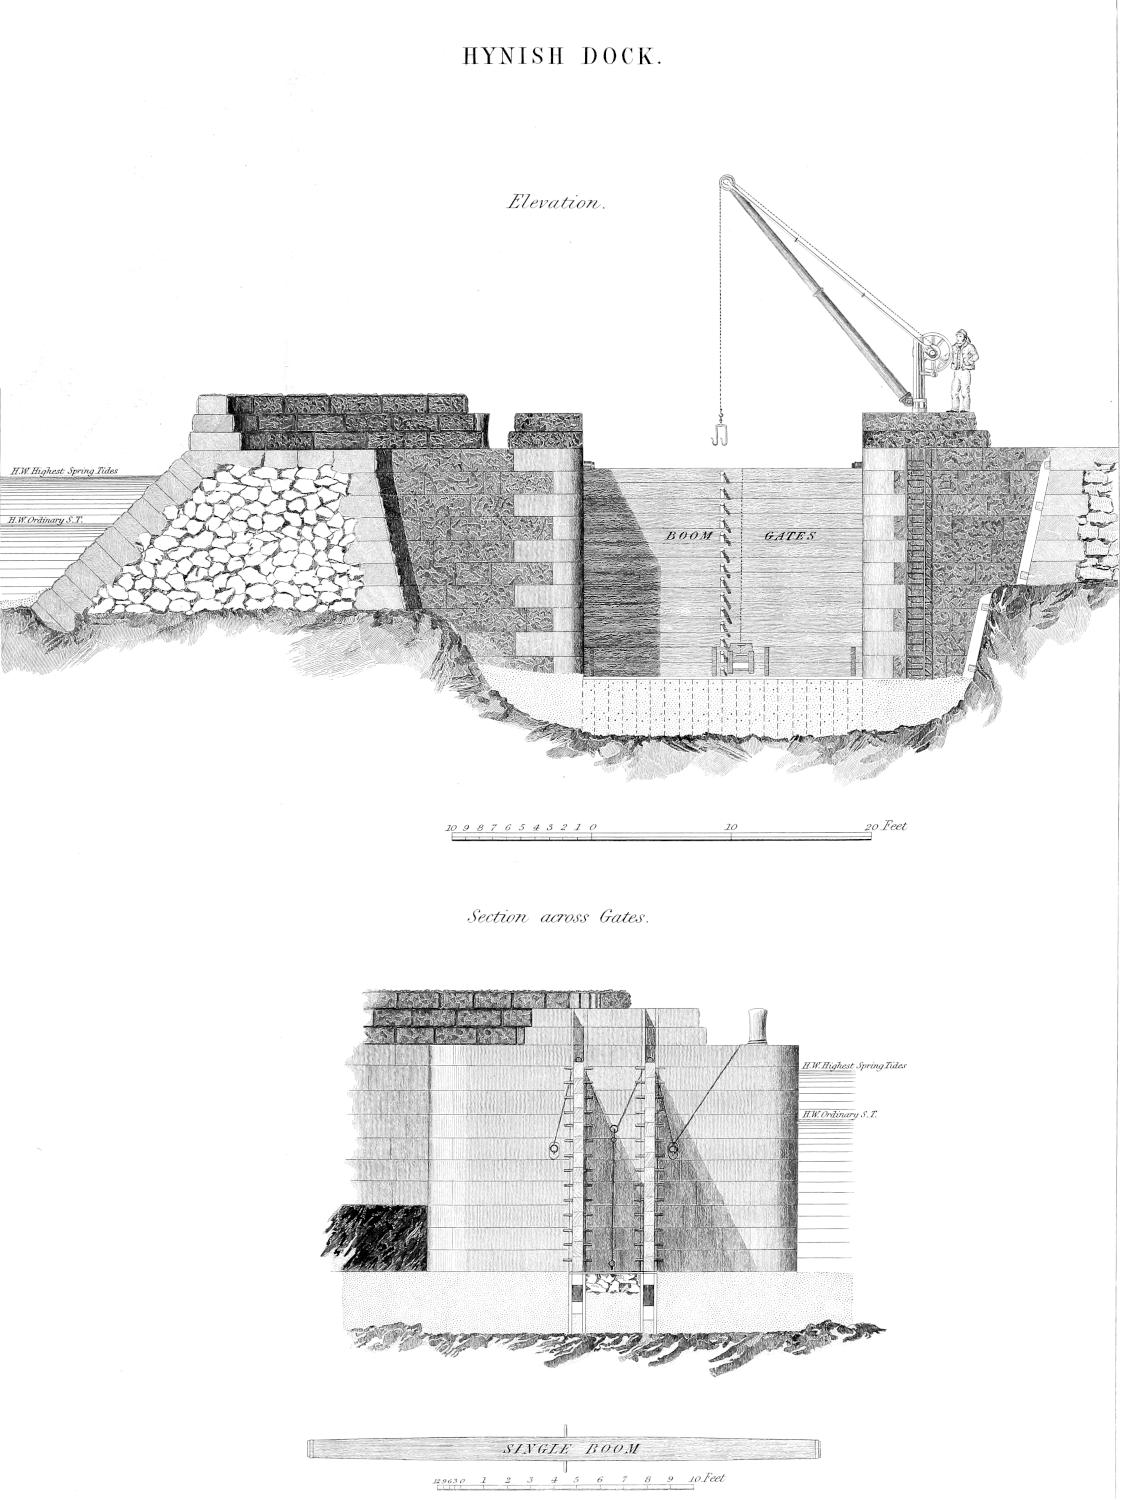 HYNISH DOCK.
Elevation.
H.W. Highest Spring Tides
H.W. Ordinary S.T.
BOOM GATES
10 9 8 7 6 5 4 3 2 1 0 10 20 Feet
Section across Gates.
H.W. Highest Spring Tides
H.W. Ordinary S.T.
SINGLE BOOM
12 9 6 3 0 1 2 3 4 5 6 7 8 9 10 Feet